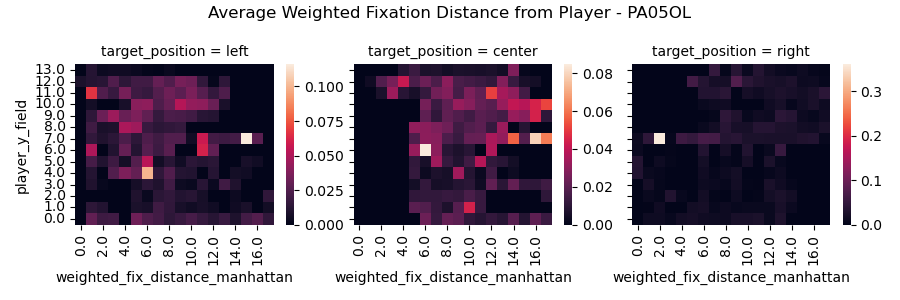 Average Weighted Fixation Distance from Player - PA05OL
target_position = left
target_position = center
target_position = right
player_y_field
13.0
12.0
11.0
10.0
9.0
8.0
7.0
6.0
5.0
4.0
3.0
2.0
1.0
0.0
0.0 2.0 4.0 6.0 8.0 10.0 12.0 14.0 16.0
weighted_fix_distance_manhattan
0.100
0.075
0.050
0.025
0.000
0.0 2.0 4.0 6.0 8.0 10.0 12.0 14.0 16.0
weighted_fix_distance_manhattan
0.08
0.06
0.04
0.02
0.00
0.0 2.0 4.0 6.0 8.0 10.0 12.0 14.0 16.0
weighted_fix_distance_manhattan
0.3
0.2
0.1
0.0